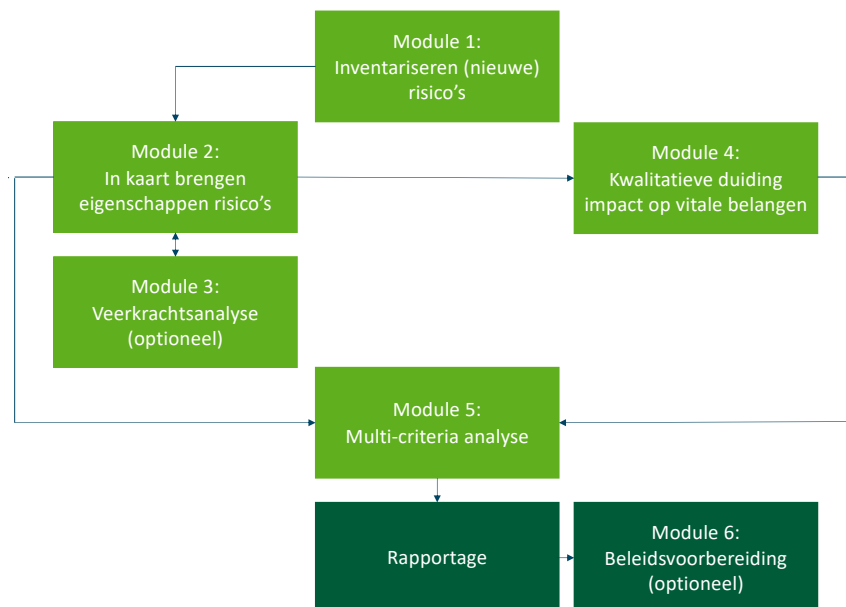 Module 1:
Inventariseren (nieuwe)
risico’s
Module 2:
In kaart brengen
eigenschappen risico’s
Module 4:
Kwalitatieve duiding
impact op vitale belangen
Module 3:
Veerkrachtsanalyse
(optioneel)
Module 5:
Multi-criteria analyse
Rapportage
Module 6:
Beleidsvoorbereiding
(optioneel)